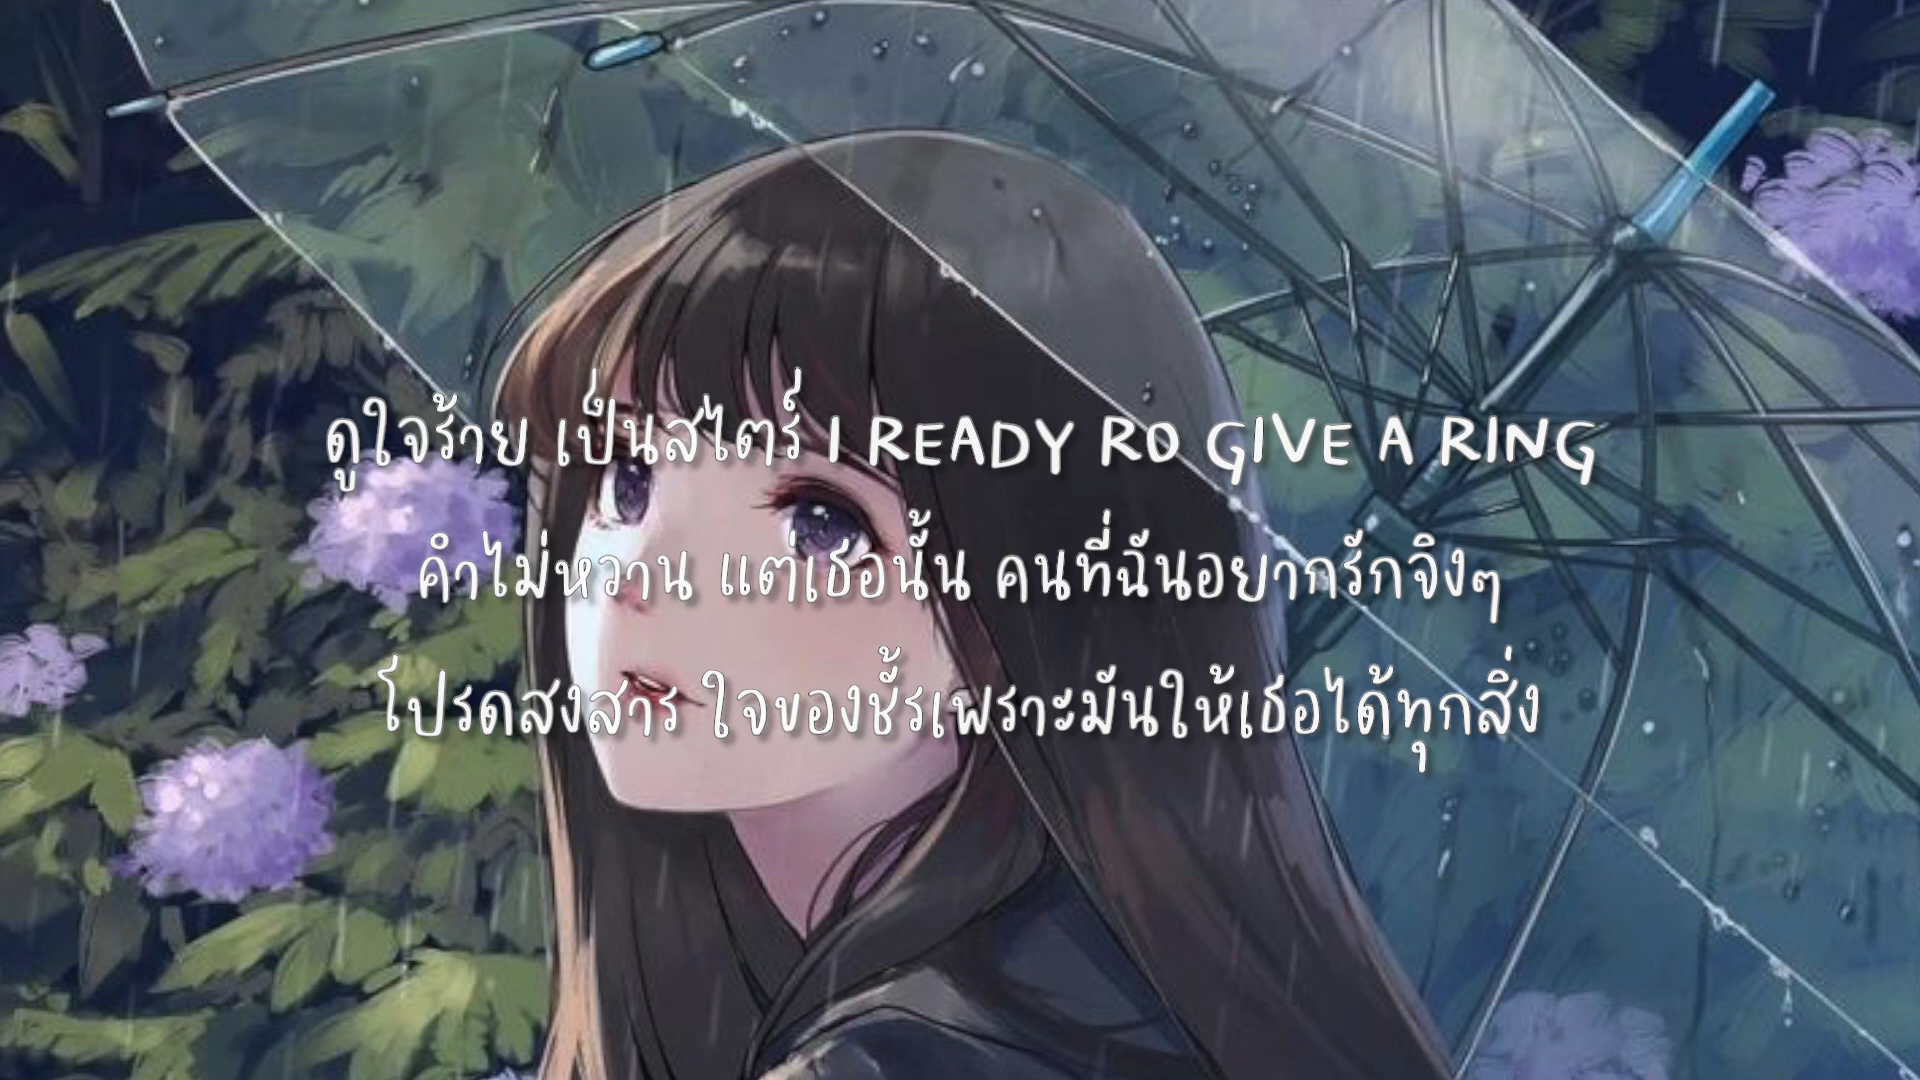 ดูใจร้าย เป็นสไตร์ I READY RO GIVE A RING
คำไม่หวาน แต่เธอนั้น คนที่ฉันอยากรักจิงๆ
โปรดสงสาร ใจของชั้รเพราะมันให้เธอได้ทุกสิ่ง